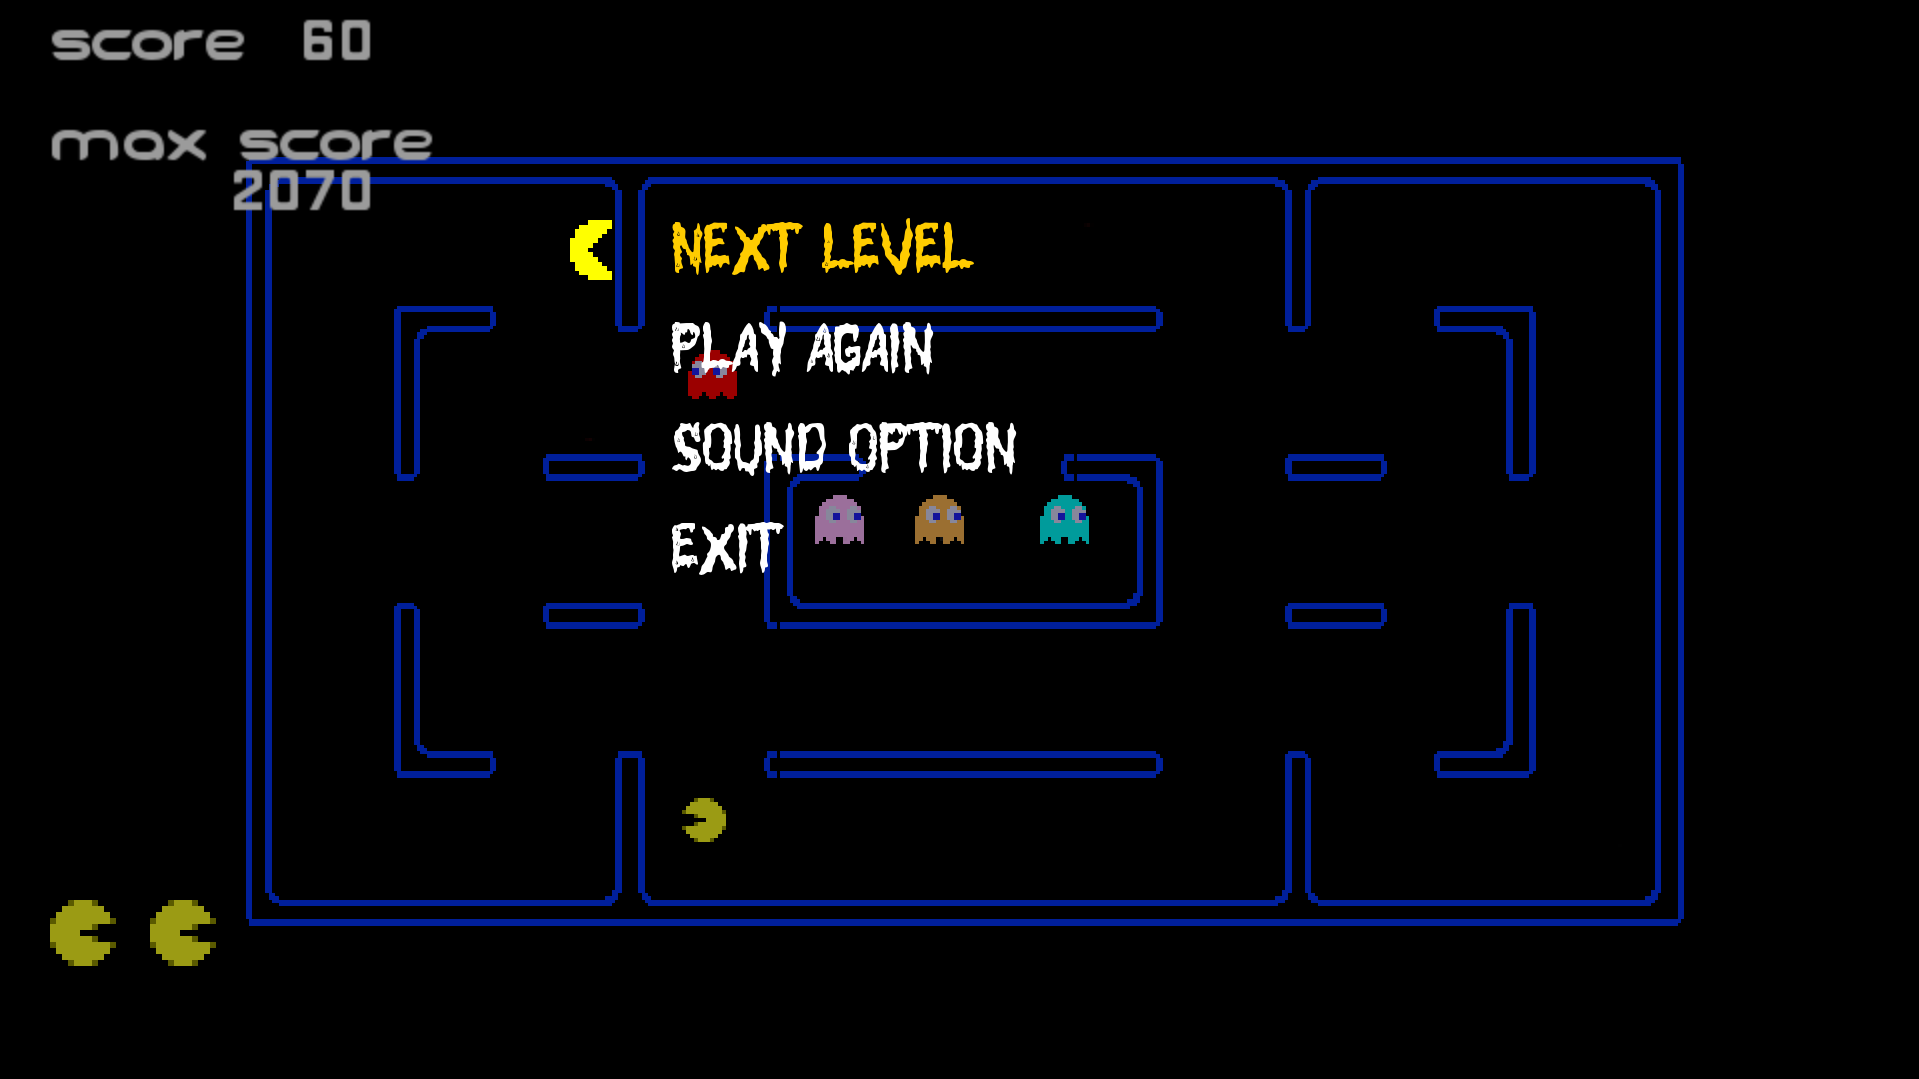 score 60
max score
2070
NEXT LEVEL
PLAY AGAIN
SOUND OPTION
EXIT